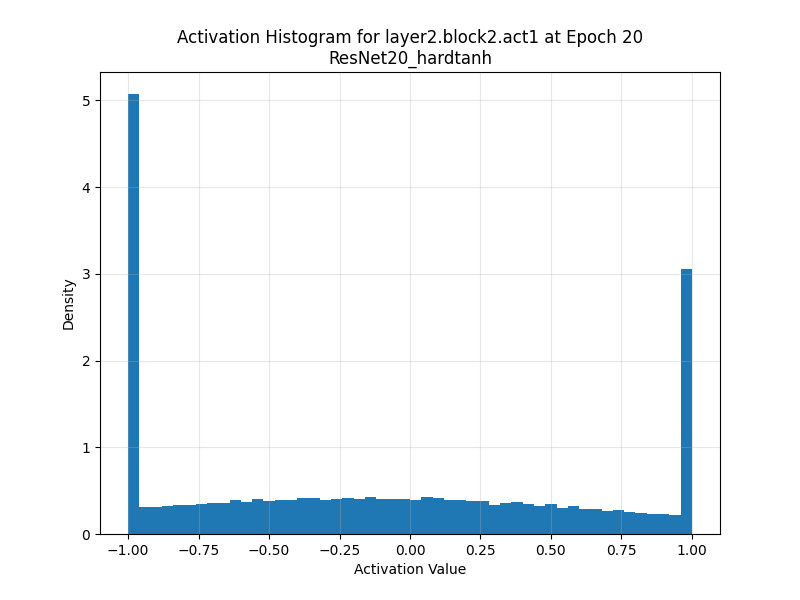 Activation Histogram for layer2.block2.act1 at Epoch 20
ResNet20_hardtanh
5
4
3
2
1
0
Density
−1.00 −0.75 −0.50 −0.25 0.00 0.25 0.50 0.75 1.00
Activation Value